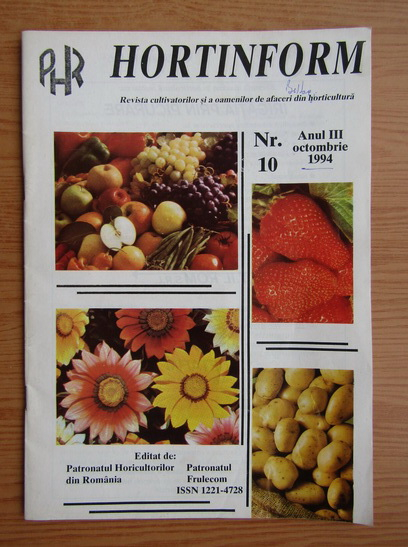 PHR
HORTINFORM
Revista cultivatorilor și a oamenilor de afaceri din horticultură
Nr.
10
Anul III
octombrie
1994
Editat de:
Patronatul Horicultorilor
din România
Patronatul
Frulecom
ISSN 1221-4728